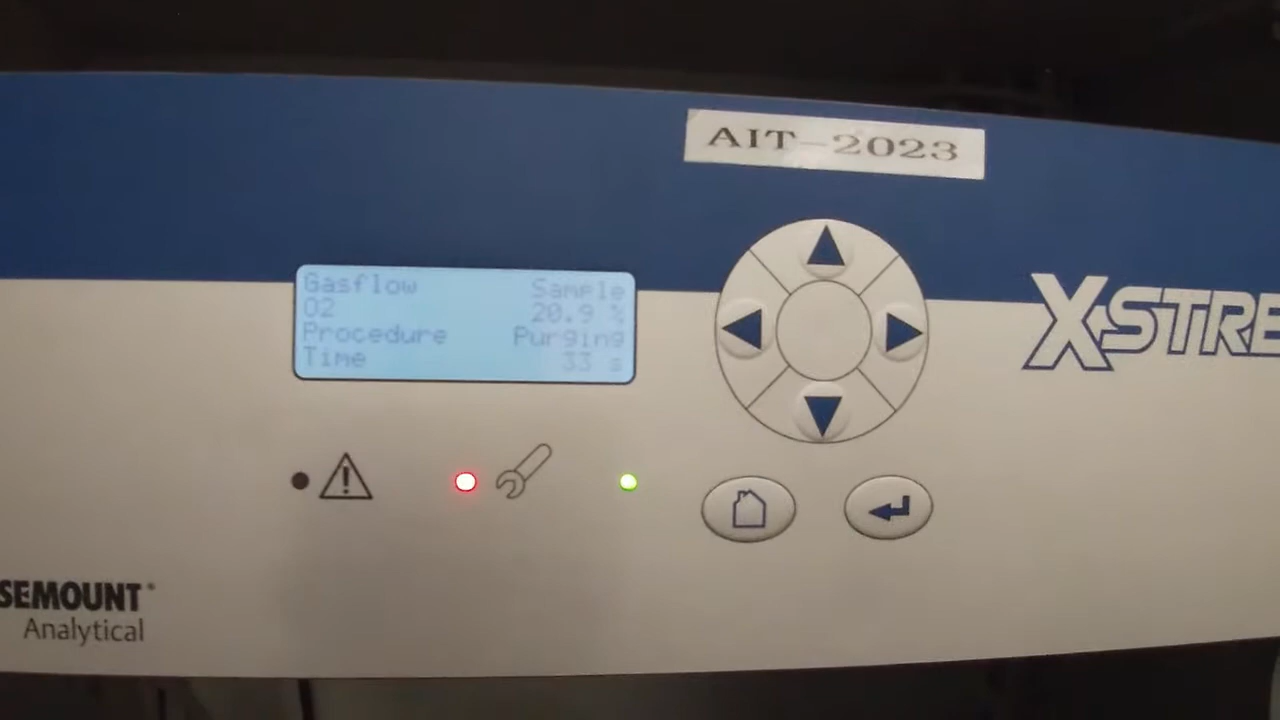 AIT-2023
Gasflow Sample
O2 20.9 %
Procedure Purging
Time 33 s
XSTRE
SEMOUNT
Analytical